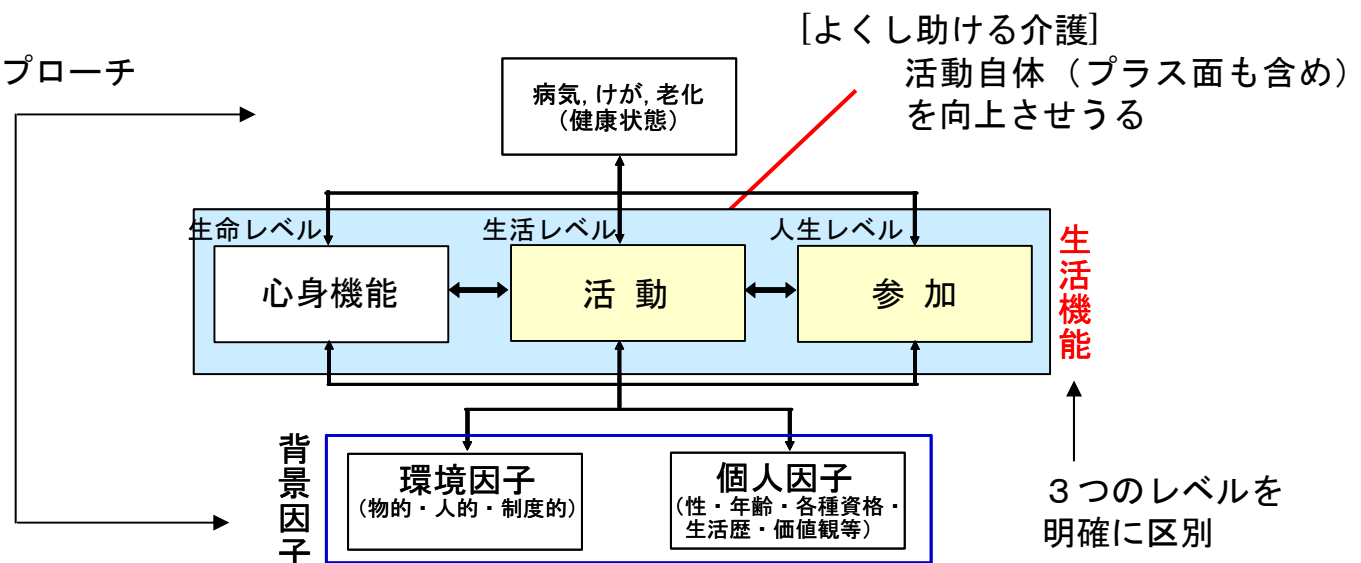 [よくし助ける介護]
プローチ
活動自体（プラス面も含め）
を向上させうる
病気，けが，老化
（健康状態）
生命レベル
生活レベル
人生レベル
心身機能
活 動
参 加
生活機能
背景因子
環境因子
（物的・人的・制度的）
個人因子
（性・年齢・各種資格・
生活歴・価値観等）
３つのレベルを
明確に区別